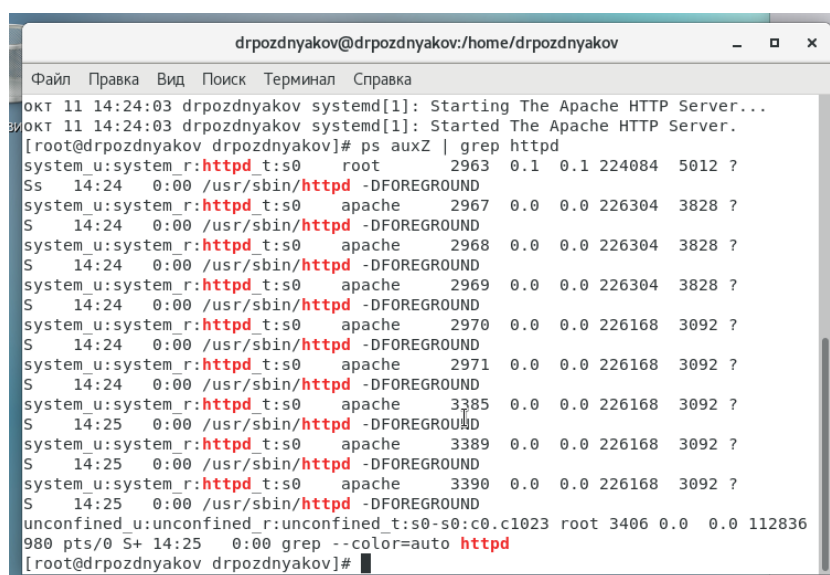 drpozdnyakov@drpozdnyakov:/home/drpozdnyakov
Файл Правка Вид Поиск Терминал Справка
окт 11 14:24:03 drpozdnyakov systemd[1]: Starting The Apache HTTP Server...
окт 11 14:24:03 drpozdnyakov systemd[1]: Started The Apache HTTP Server.
[root@drpozdnyakov drpozdnyakov]# ps auxZ | grep httpd
system_u:system_r:httpd_t:s0    root      2963  0.1  0.1 224084  5012 ?
Ss   14:24   0:00 /usr/sbin/httpd -DFOREGROUND
system_u:system_r:httpd_t:s0    apache    2967  0.0  0.0 226304  3828 ?
S    14:24   0:00 /usr/sbin/httpd -DFOREGROUND
system_u:system_r:httpd_t:s0    apache    2968  0.0  0.0 226304  3828 ?
S    14:24   0:00 /usr/sbin/httpd -DFOREGROUND
system_u:system_r:httpd_t:s0    apache    2969  0.0  0.0 226304  3828 ?
S    14:24   0:00 /usr/sbin/httpd -DFOREGROUND
system_u:system_r:httpd_t:s0    apache    2970  0.0  0.0 226168  3092 ?
S    14:24   0:00 /usr/sbin/httpd -DFOREGROUND
system_u:system_r:httpd_t:s0    apache    2971  0.0  0.0 226168  3092 ?
S    14:24   0:00 /usr/sbin/httpd -DFOREGROUND
system_u:system_r:httpd_t:s0    apache    3385  0.0  0.0 226168  3092 ?
S    14:25   0:00 /usr/sbin/httpd -DFOREGROUND
system_u:system_r:httpd_t:s0    apache    3389  0.0  0.0 226168  3092 ?
S    14:25   0:00 /usr/sbin/httpd -DFOREGROUND
system_u:system_r:httpd_t:s0    apache    3390  0.0  0.0 226168  3092 ?
S    14:25   0:00 /usr/sbin/httpd -DFOREGROUND
unconfined_u:unconfined_r:unconfined_t:s0-s0:c0.c1023 root 3406 0.0  0.0 112836
980 pts/0 S+ 14:25   0:00 grep --color=auto httpd
[root@drpozdnyakov drpozdnyakov]#